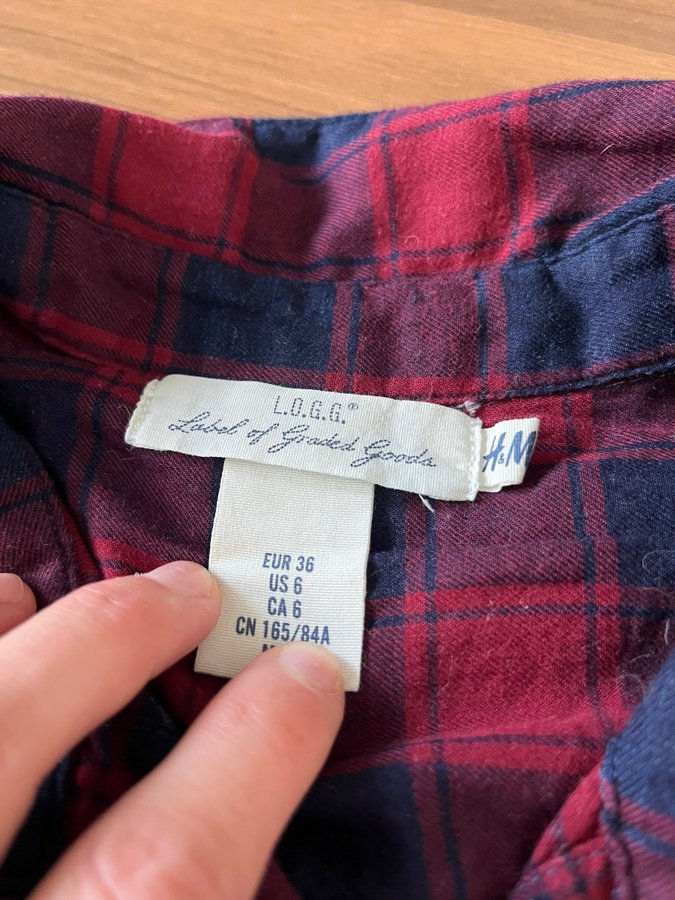 L.O.G.G.®
Label of Graded Goods
H&M
EUR 36
US 6
CA 6
CN 165/84A